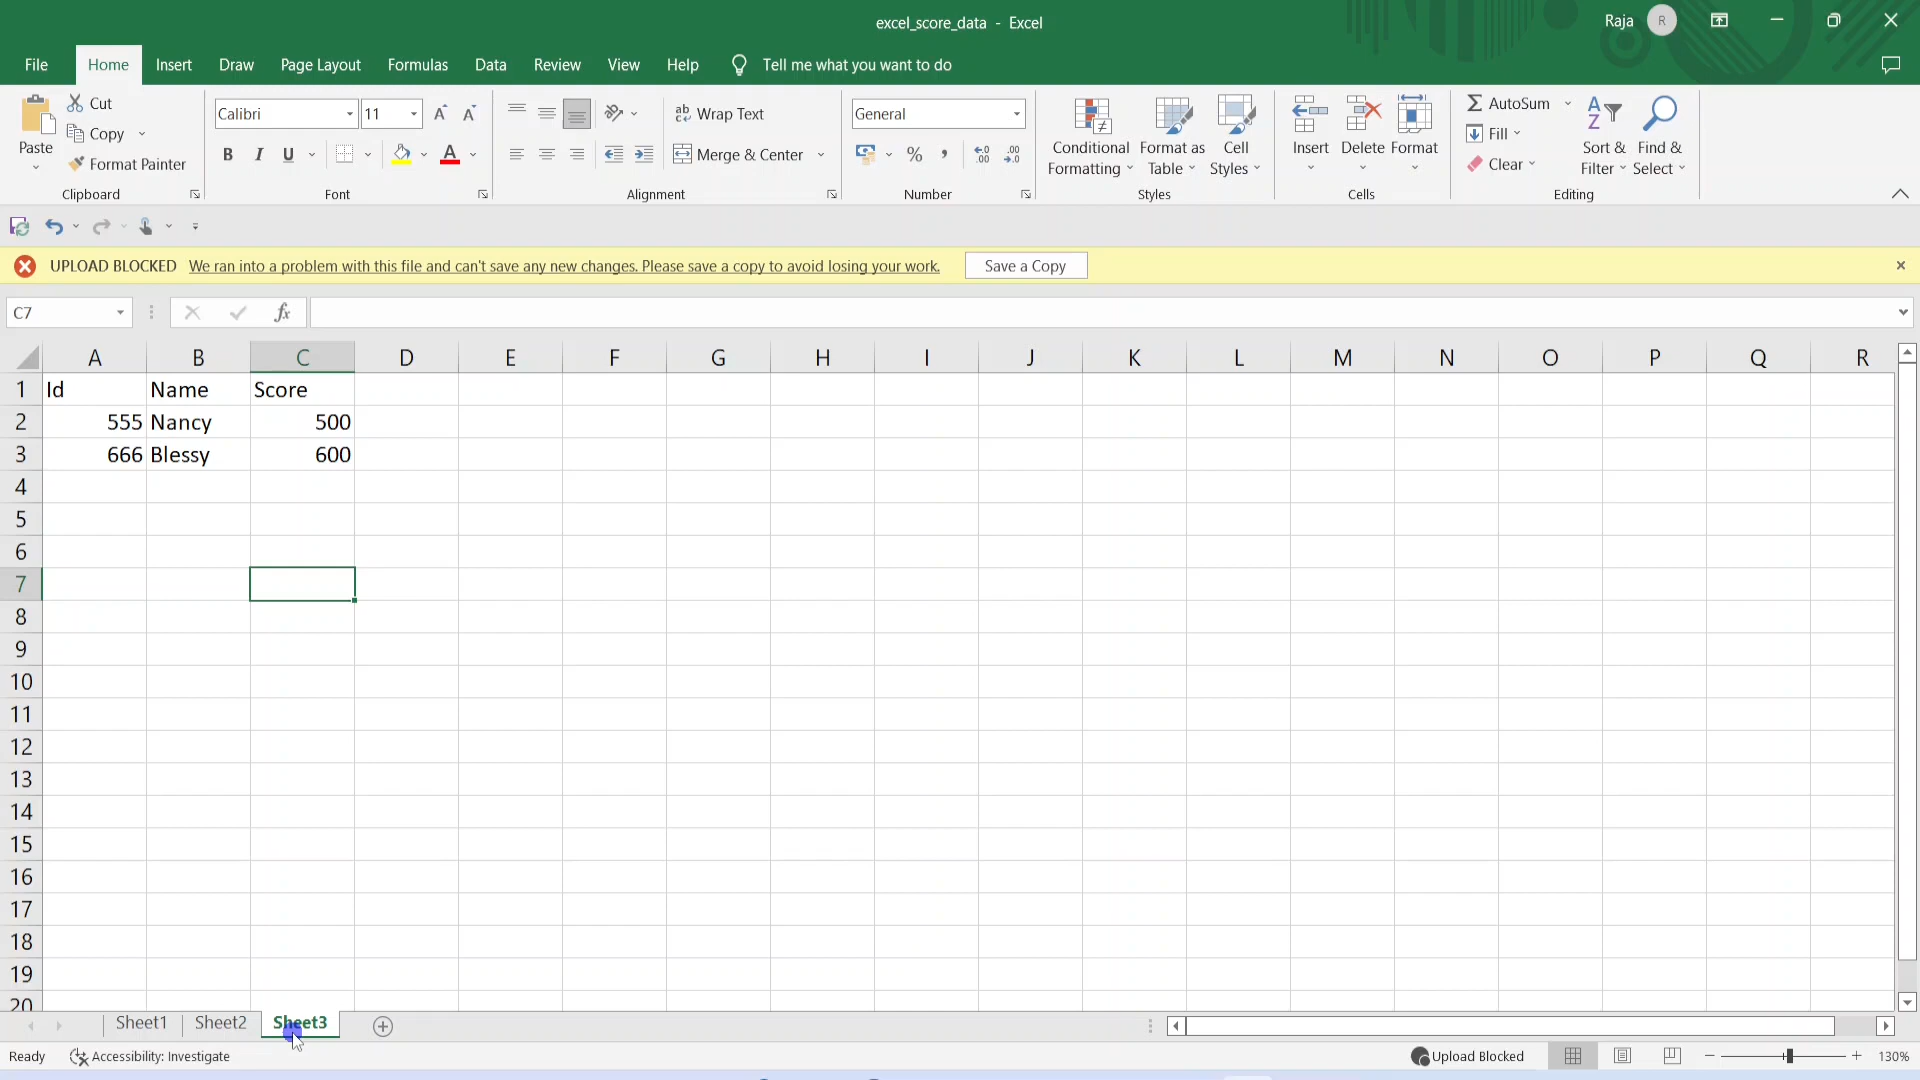 excel_score_data - Excel
Raja R
File Home Insert Draw Page Layout Formulas Data Review View Help Tell me what you want to do
Paste
Cut
Copy
Format Painter
Clipboard
Calibri 11
B I U A
Font
Wrap Text
Merge & Center
Alignment
General
% ,
Number
Conditional Formatting
Format as Table
Cell Styles
Styles
Insert Delete Format
Cells
AutoSum
Fill
Clear
Sort & Filter
Find & Select
Editing
UPLOAD BLOCKED We ran into a problem with this file and can't save any new changes. Please save a copy to avoid losing your work. Save a Copy
C7 fx
A B C D E F G H I J K L M N O P Q R
1 Id Name Score
2 555 Nancy 500
3 666 Blessy 600
4
5
6
7
8
9
10
11
12
13
14
15
16
17
18
19
20
Sheet1 Sheet2 Sheet3
Ready Accessibility: Investigate Upload Blocked 130%